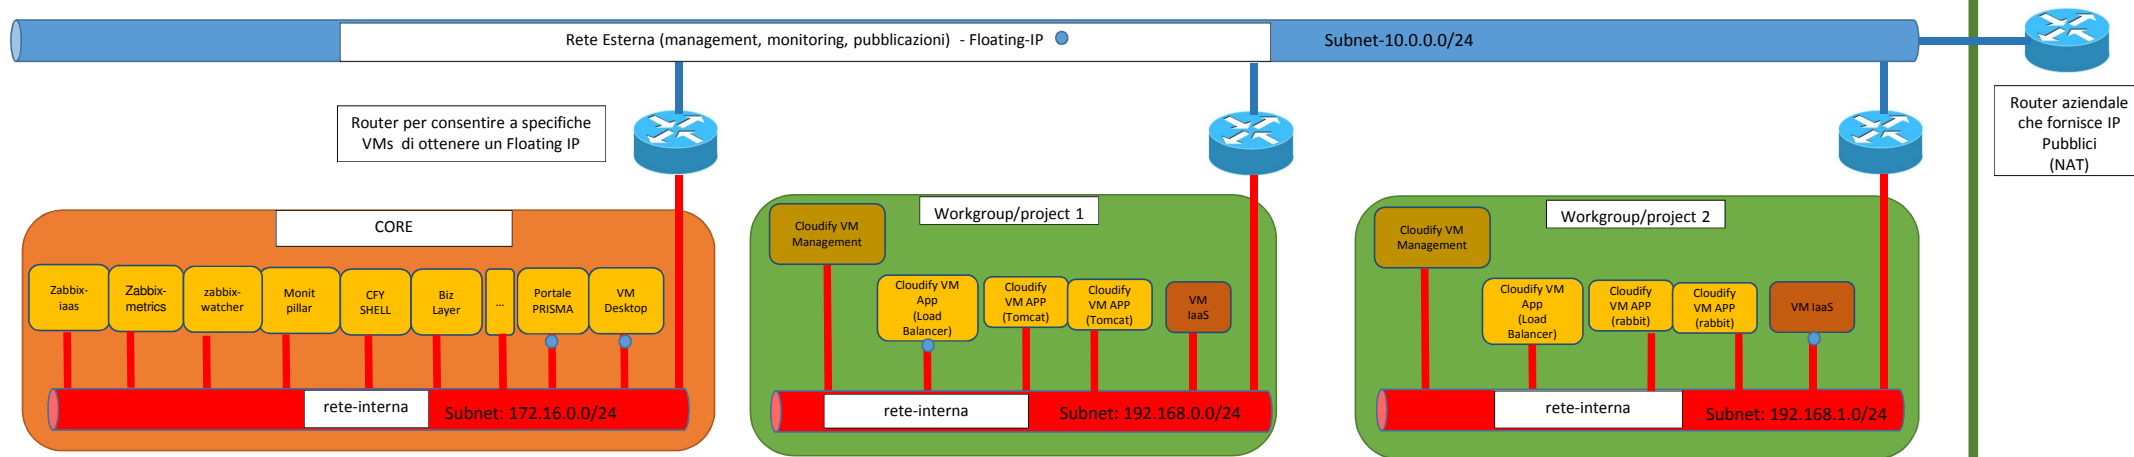 Rete Esterna (management, monitoring, pubblicazioni) - Floating-IP
Subnet-10.0.0.0/24
Router per consentire a specifiche
VMs di ottenere un Floating IP
Router aziendale
che fornisce IP
Pubblici
(NAT)
CORE
Zabbix-
iaas
Zabbix-
metrics
zabbix-
watcher
Monit
pillar
CFY
SHELL
Biz
Layer
...
Portale
PRISMA
VM
Desktop
rete-interna
Subnet: 172.16.0.0/24
Workgroup/project 1
Cloudify VM
Management
Cloudify VM
App
(Load
Balancer)
Cloudify
VM APP
(Tomcat)
Cloudify
VM APP
(Tomcat)
VM
IaaS
rete-interna
Subnet: 192.168.0.0/24
Workgroup/project 2
Cloudify VM
Management
Cloudify VM
App
(Load
Balancer)
Cloudify
VM APP
(rabbit)
Cloudify
VM APP
(rabbit)
VM IaaS
rete-interna
Subnet: 192.168.1.0/24